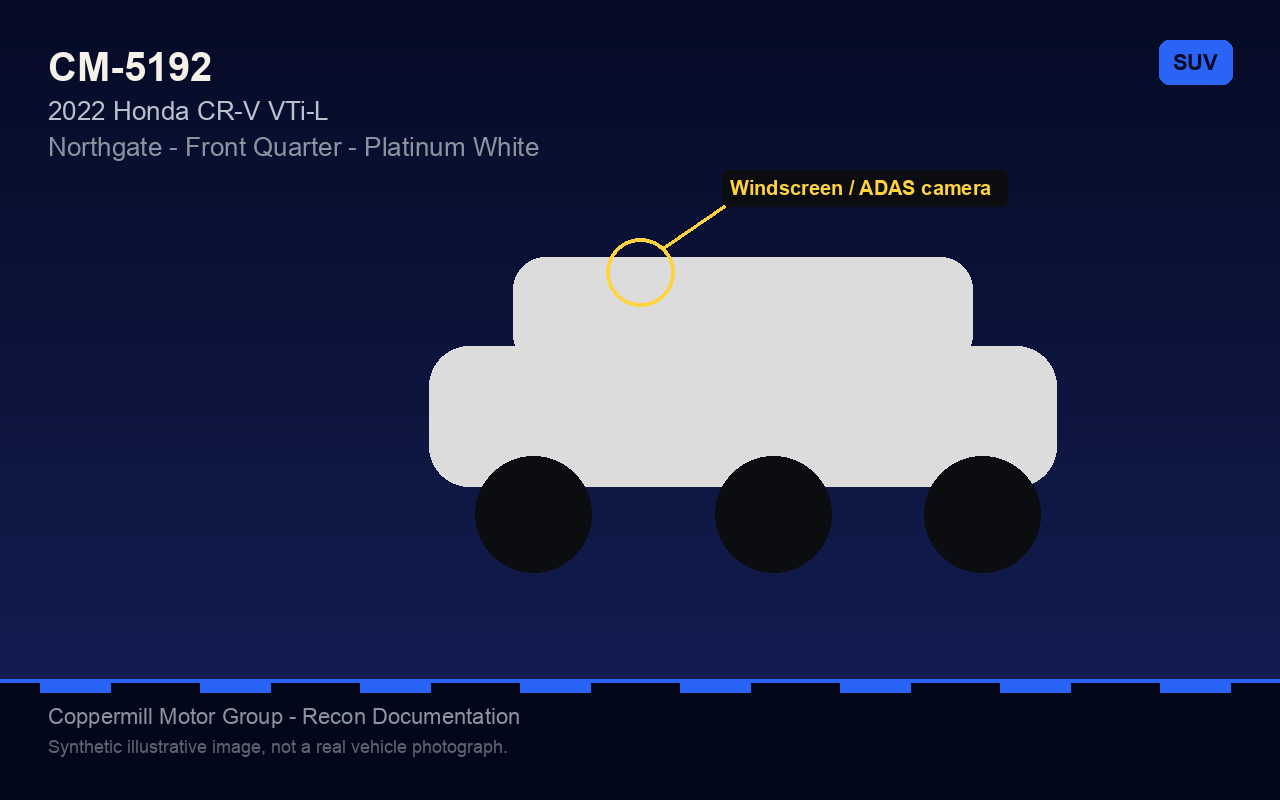 CM-5192
SUV
2022 Honda CR-V VTi-L
Northgate - Front Quarter - Platinum White
Windscreen / ADAS camera
Coppermill Motor Group - Recon Documentation
Synthetic illustrative image, not a real vehicle photograph.